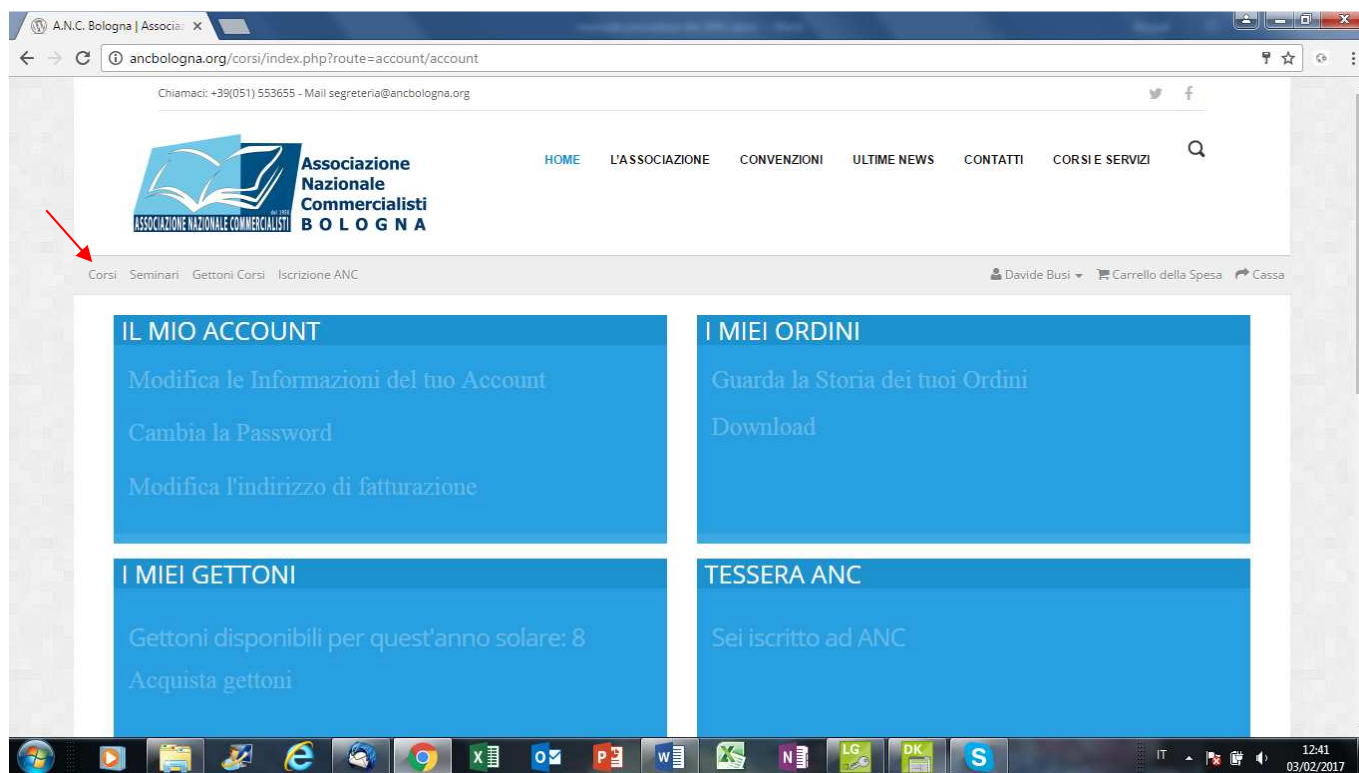 A.N.C. Bologna | Associa
ancbologna.org/corsi/index.php?route=account/account
Chiamaci: +39(051) 553655 - Mail segreteria@ancbologna.org
Associazione
Nazionale
Commercialisti
BOLOGNA
dal 1950
ASSOCIAZIONE NAZIONALE COMMERCIALISTI
HOME L'ASSOCIAZIONE CONVENZIONI ULTIME NEWS CONTATTI CORSI E SERVIZI
Corsi Seminari Gettoni Corsi Iscrizione ANC Davide Busi Carrello della Spesa Cassa
IL MIO ACCOUNT
Modifica le Informazioni del tuo Account
Cambia la Password
Modifica l'indirizzo di fatturazione
I MIEI ORDINI
Guarda la Storia dei tuoi Ordini
Download
I MIEI GETTONI
Gettoni disponibili per quest'anno solare: 8
Acquista gettoni
TESSERA ANC
Sei iscritto ad ANC
LG DK
IT
12:41
03/02/2017